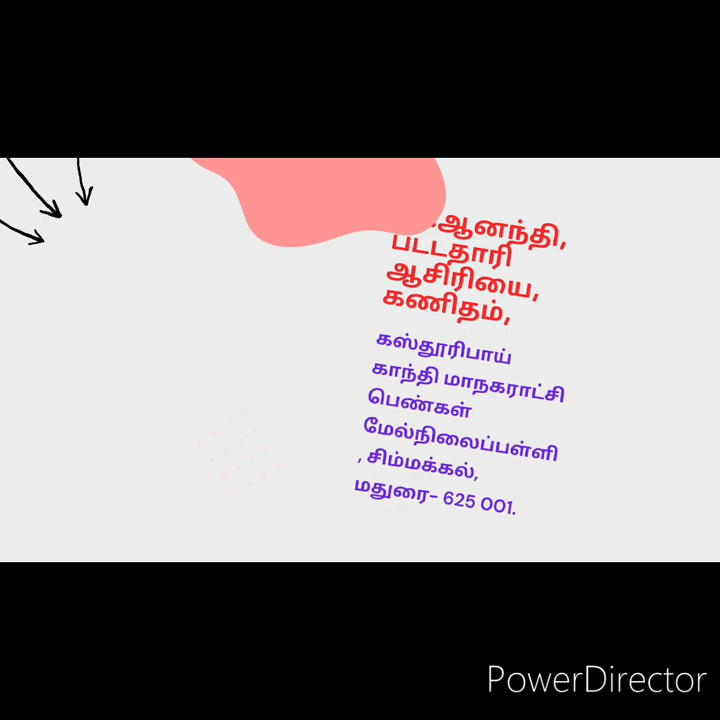 ஆனந்தி,
பட்டதாரி
ஆசிரியை,
கணிதம்,
கஸ்தூரிபாய்
காந்தி மாநகராட்சி
பெண்கள்
மேல்நிலைப்பள்ளி
, சிம்மக்கல்,
மதுரை- 625 001.
PowerDirector